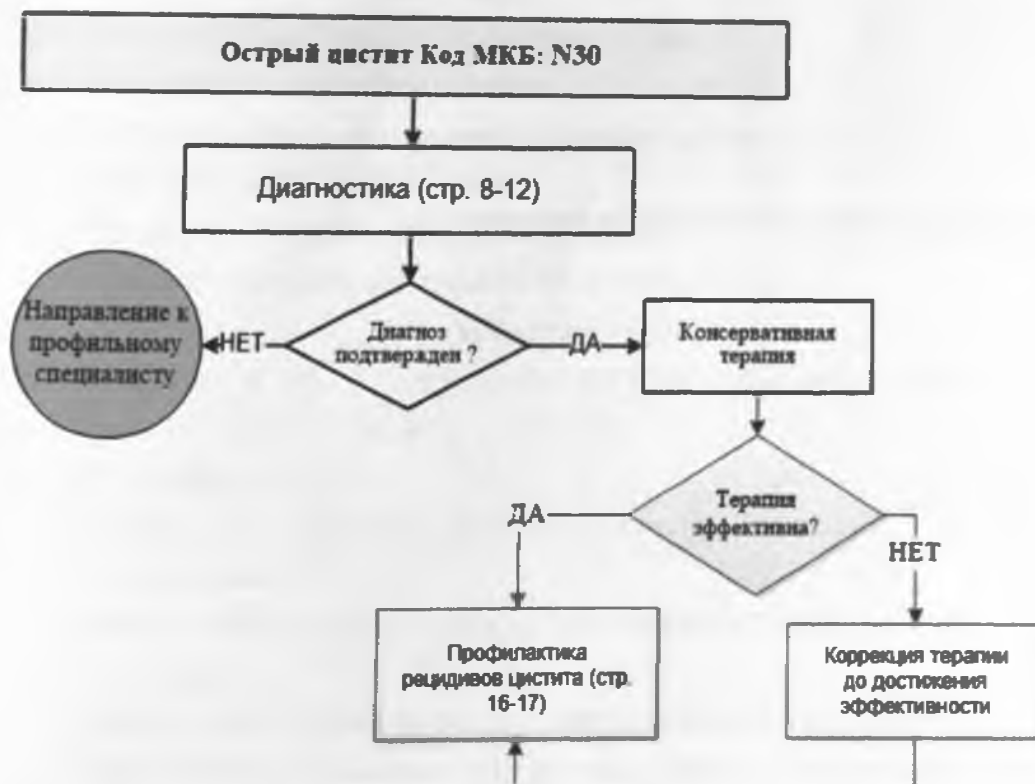 Острый цистит Код МКБ: N30
Диагностика (стр. 8-12)
Направление к
профильному
специалисту
НЕТ
Диагноз
подтвержден ?
ДА
Консервативная
терапия
Терапия
эффективна?
ДА
НЕТ
Профилактика
рецидивов цистита (стр.
16-17)
Коррекция терапии
до достижения
эффективности